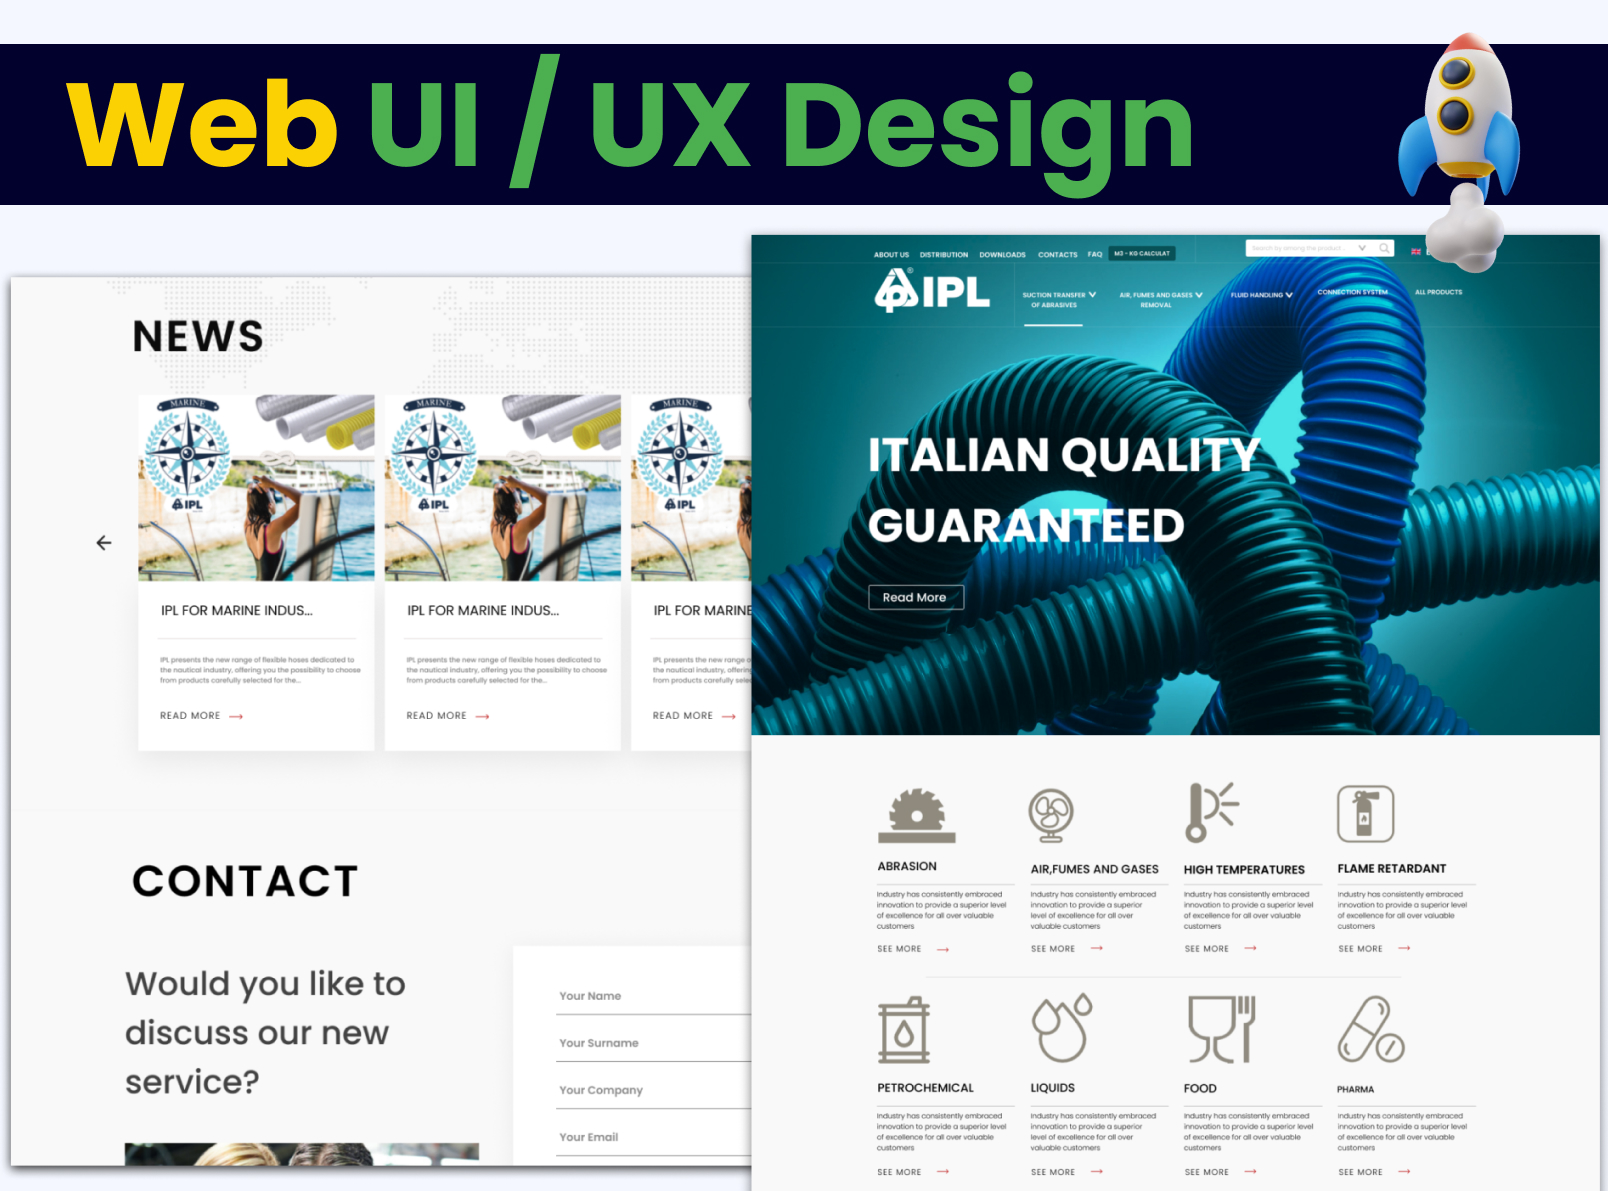 Web UI / UX Design
NEWS
MARINE
IPL
IPL FOR MARINE INDUS...
IPL presents the new range of flexible hoses dedicated to
the nautical industry, offering you the possibility to choose
from products carefully selected for the...
READ MORE
MARINE
IPL
IPL FOR MARINE INDUS...
IPL presents the new range of flexible hoses dedicated to
the nautical industry, offering you the possibility to choose
from products carefully selected for the...
READ MORE
MARINE
IPL
IPL FOR MARINE
IPL presents the new range
the nautical industry,
from products carefully
READ MORE
CONTACT
Would you like to
discuss our new
service?
Your Name
Your Surname
Your Company
Your Email
ABOUT US DISTRIBUTION DOWNLOADS CONTACTS FAQ M3 - KG CALCULAT
Search by among the product...
IPL
SUCTION TRANSFER
OF ABRASIVES
AIR, FUMES AND GASES
REMOVAL
FLUID HANDLING
CONNECTION SYSTEM
ALL PRODUCTS
ITALIAN QUALITY
GUARANTEED
Read More
ABRASION
Industry has consistently embraced
innovation to provide a superior level
of excellence for all over valuable
customers
SEE MORE
AIR,FUMES AND GASES
Industry has consistently embraced
innovation to provide a superior
level of excellence for all over
valuable customers
SEE MORE
HIGH TEMPERATURES
Industry has consistently embraced
innovation to provide a superior level
of excellence for all over valuable
customers
SEE MORE
FLAME RETARDANT
Industry has consistently embraced
innovation to provide a superior level
of excellence for all over valuable
customers
SEE MORE
PETROCHEMICAL
Industry has consistently embraced
innovation to provide a superior level
of excellence for all over valuable
customers
SEE MORE
LIQUIDS
Industry has consistently embraced
innovation to provide a superior
level of excellence for all over
valuable customers
SEE MORE
FOOD
Industry has consistently embraced
innovation to provide a superior level
of excellence for all over valuable
customers
SEE MORE
PHARMA
Industry has consistently embraced
innovation to provide a superior level
of excellence for all over valuable
customers
SEE MORE